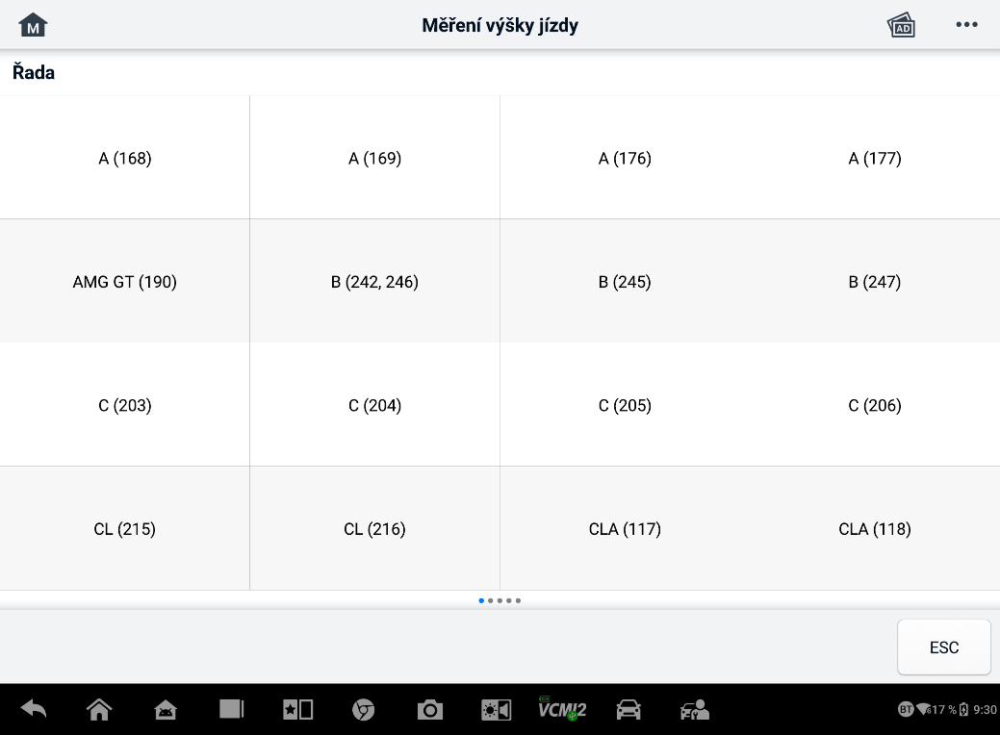 M
Měření výšky jízdy
AD
Řada
A (168)
A (169)
A (176)
A (177)
AMG GT (190)
B (242, 246)
B (245)
B (247)
C (203)
C (204)
C (205)
C (206)
CL (215)
CL (216)
CLA (117)
CLA (118)
ESC
VCMI2
BT
17 %
9:30